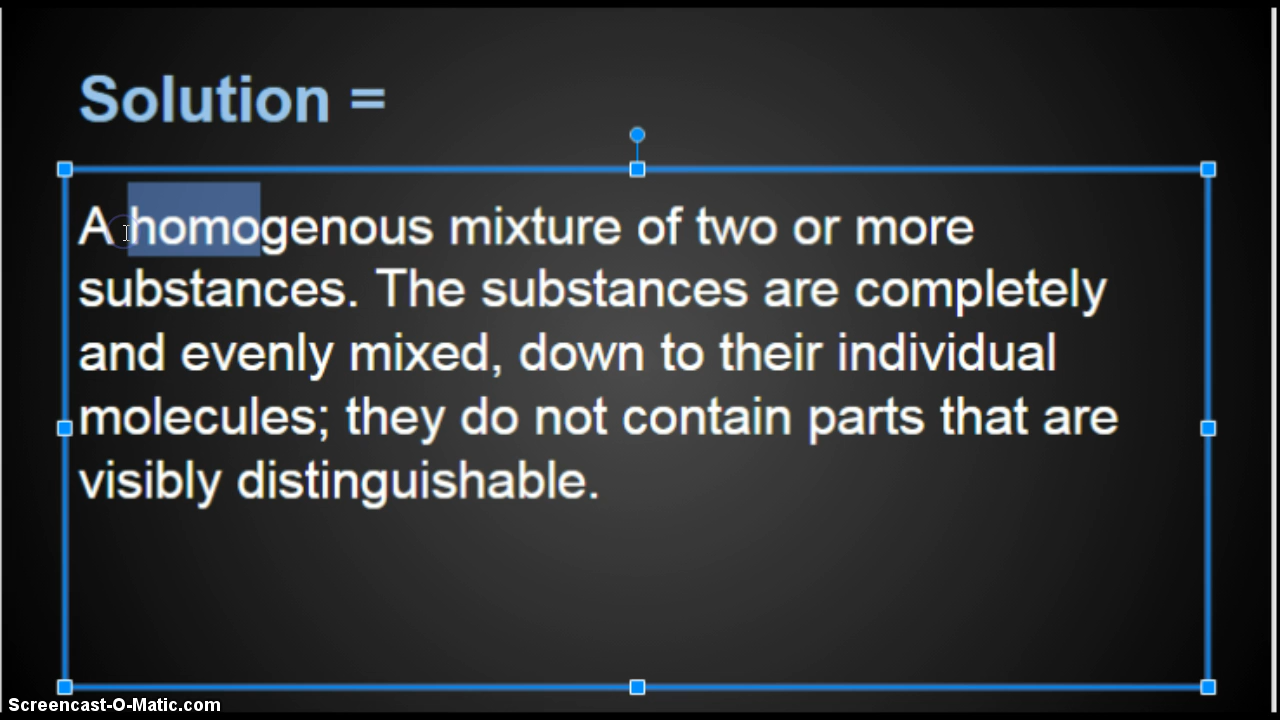 Solution =
A homogenous mixture of two or more
substances. The substances are completely
and evenly mixed, down to their individual
molecules; they do not contain parts that are
visibly distinguishable.
Screencast-O-Matic.com